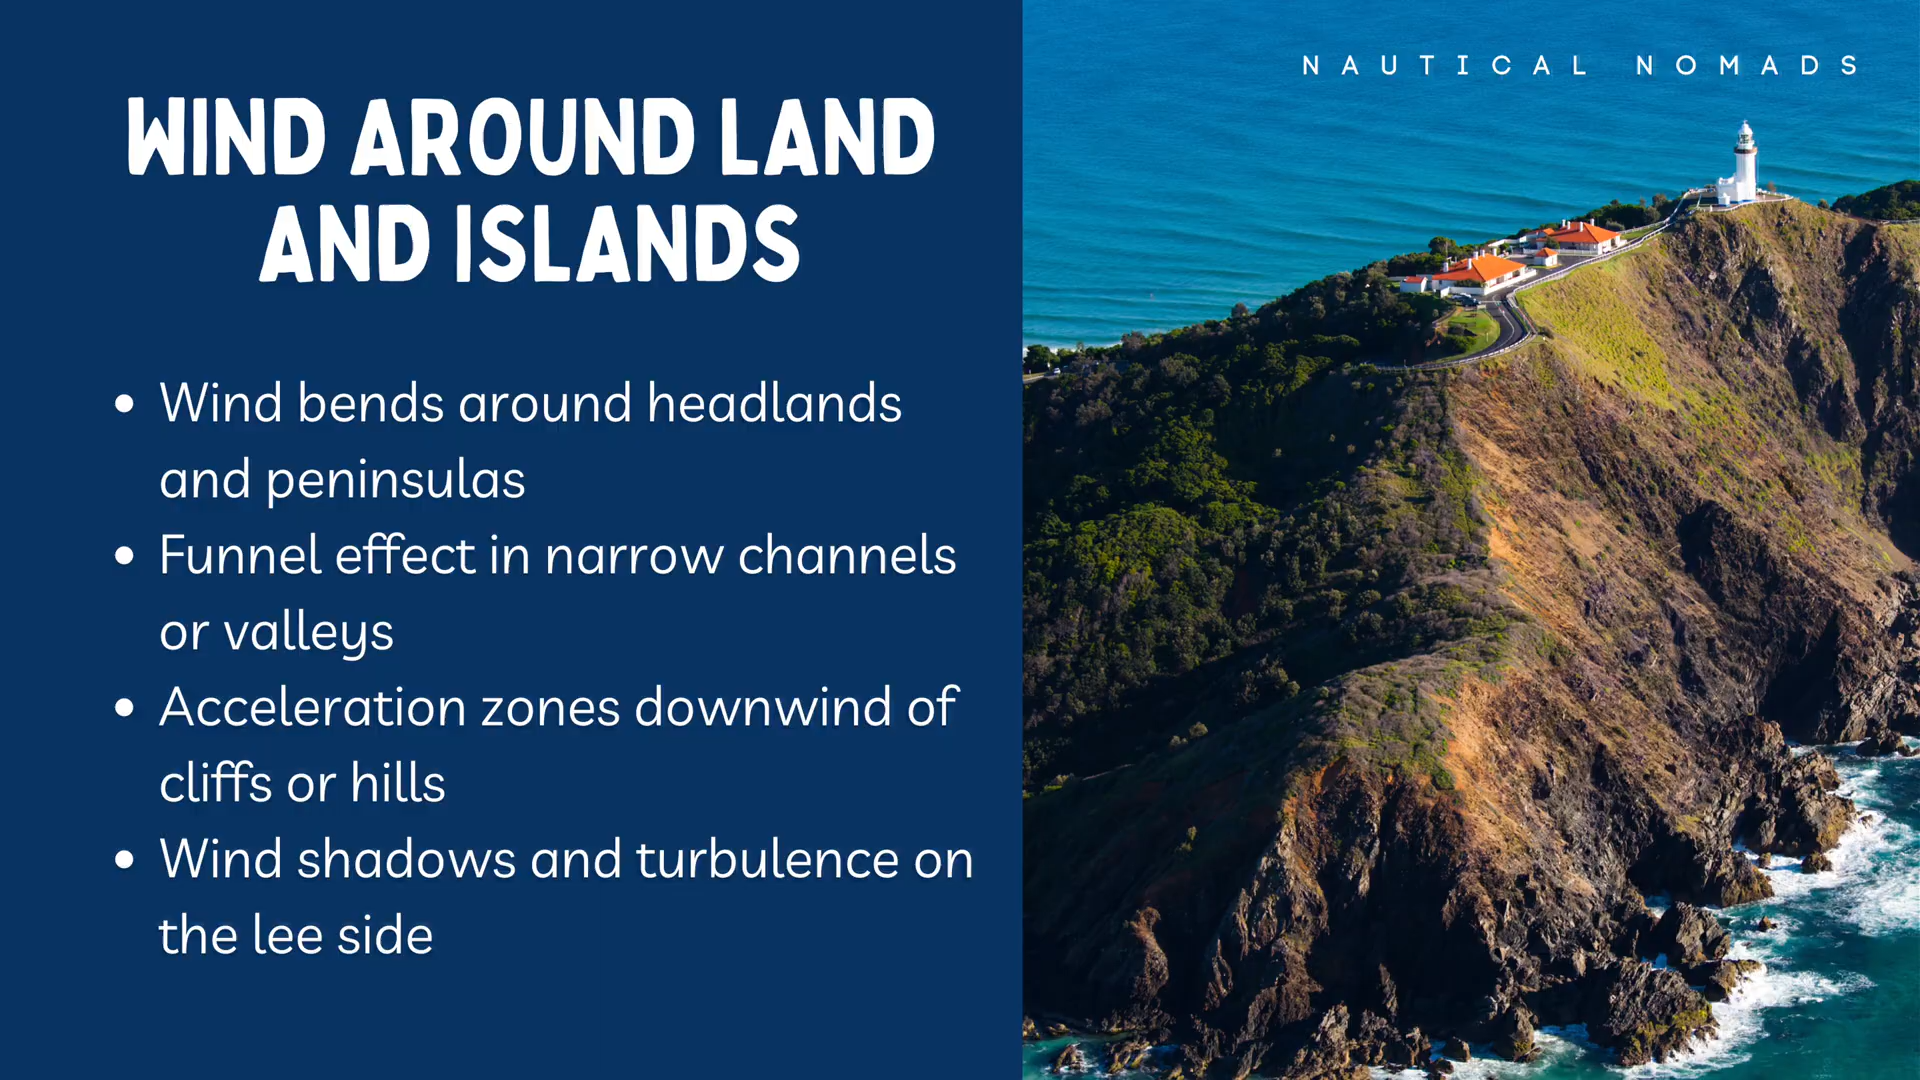 NAUTICAL NOMADS
WIND AROUND LAND
AND ISLANDS
• Wind bends around headlands
and peninsulas
• Funnel effect in narrow channels
or valleys
• Acceleration zones downwind of
cliffs or hills
• Wind shadows and turbulence on
the lee side